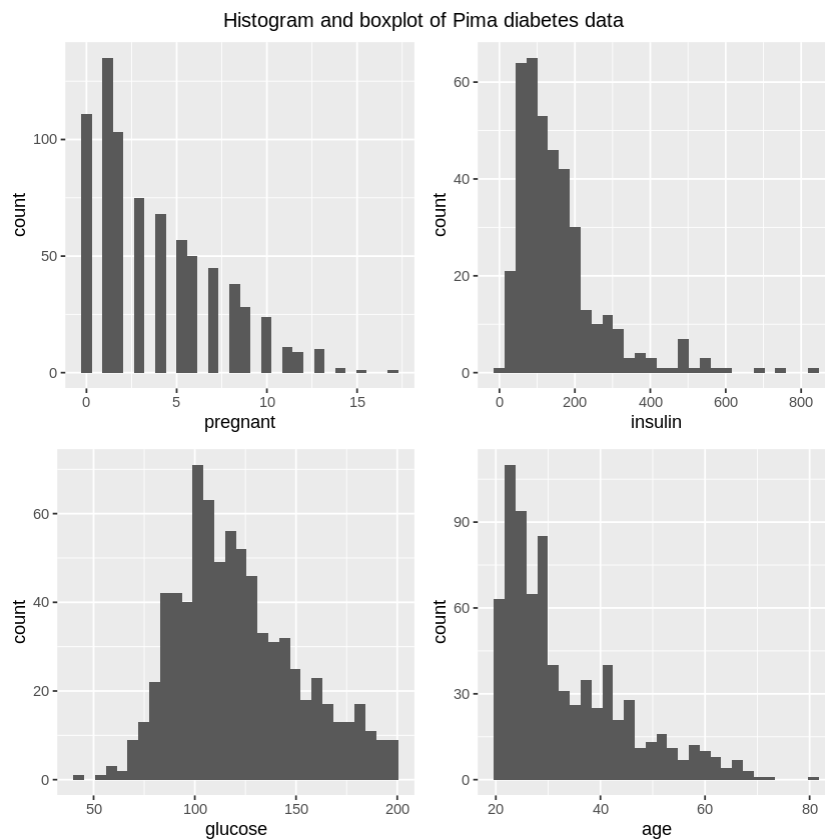 Histogram and boxplot of Pima diabetes data
count
100
50
0
0 5 10 15
pregnant
count
60
40
20
0
0 200 400 600 800
insulin
count
60
40
20
0
50 100 150 200
glucose
count
90
60
30
0
20 40 60 80
age